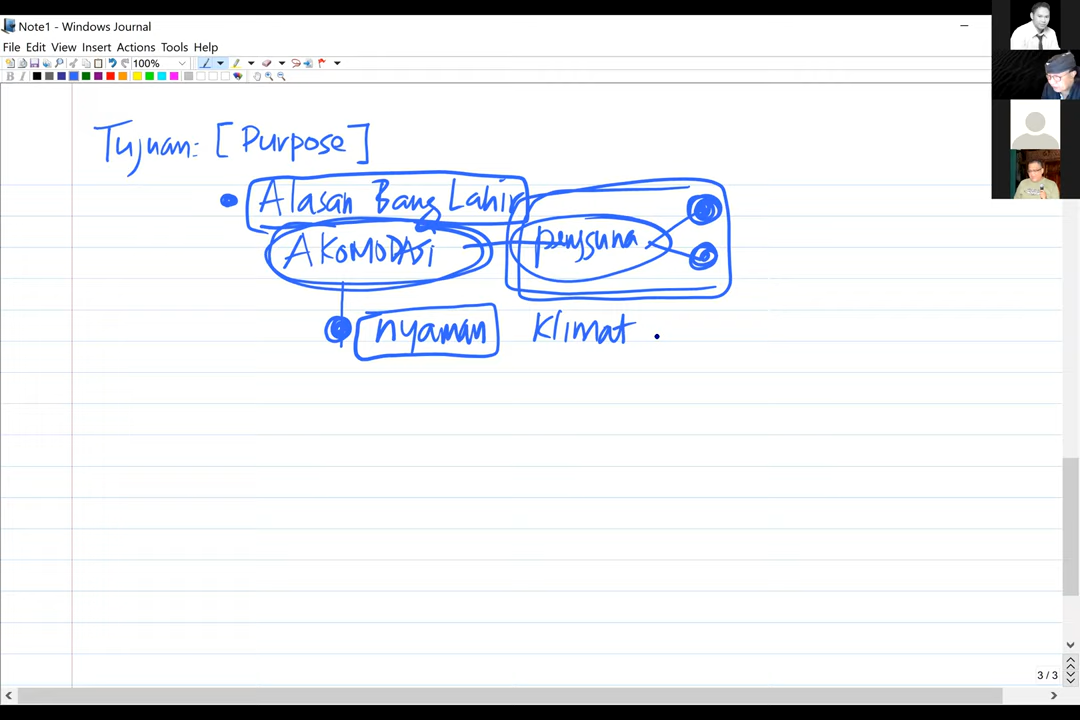 Note1 - Windows Journal
File Edit View Insert Actions Tools Help
100%
B I
Tujuan: [Purpose]
Alasan Bang Lahir
AKOMODASi pengguna
nyaman Klimat
3 / 3